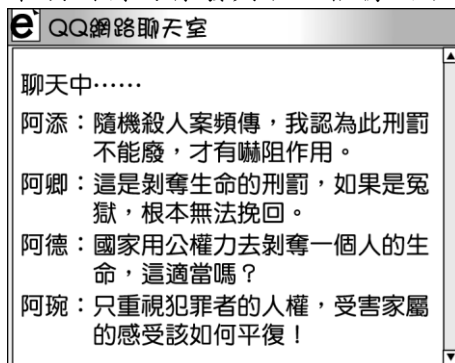 QQ網路聊天室
聊天中……
阿添：隨機殺人案頻傳，我認為此刑罰
不能廢，才有嚇阻作用。
阿卿：這是剝奪生命的刑罰，如果是冤
獄，根本無法挽回。
阿德：國家用公權力去剝奪一個人的生
命，這適當嗎？
阿琬：只重視犯罪者的人權，受害家屬
的感受該如何平復！